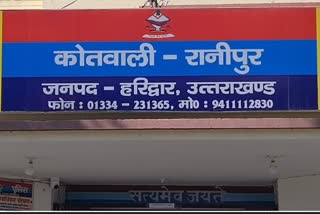 कोतवाली - रानीपुर
जनपद - हरिद्वार, उत्तराखण्ड
फोन : 01334 - 231365, मो० : 9411112830
सत्यमेव जयते